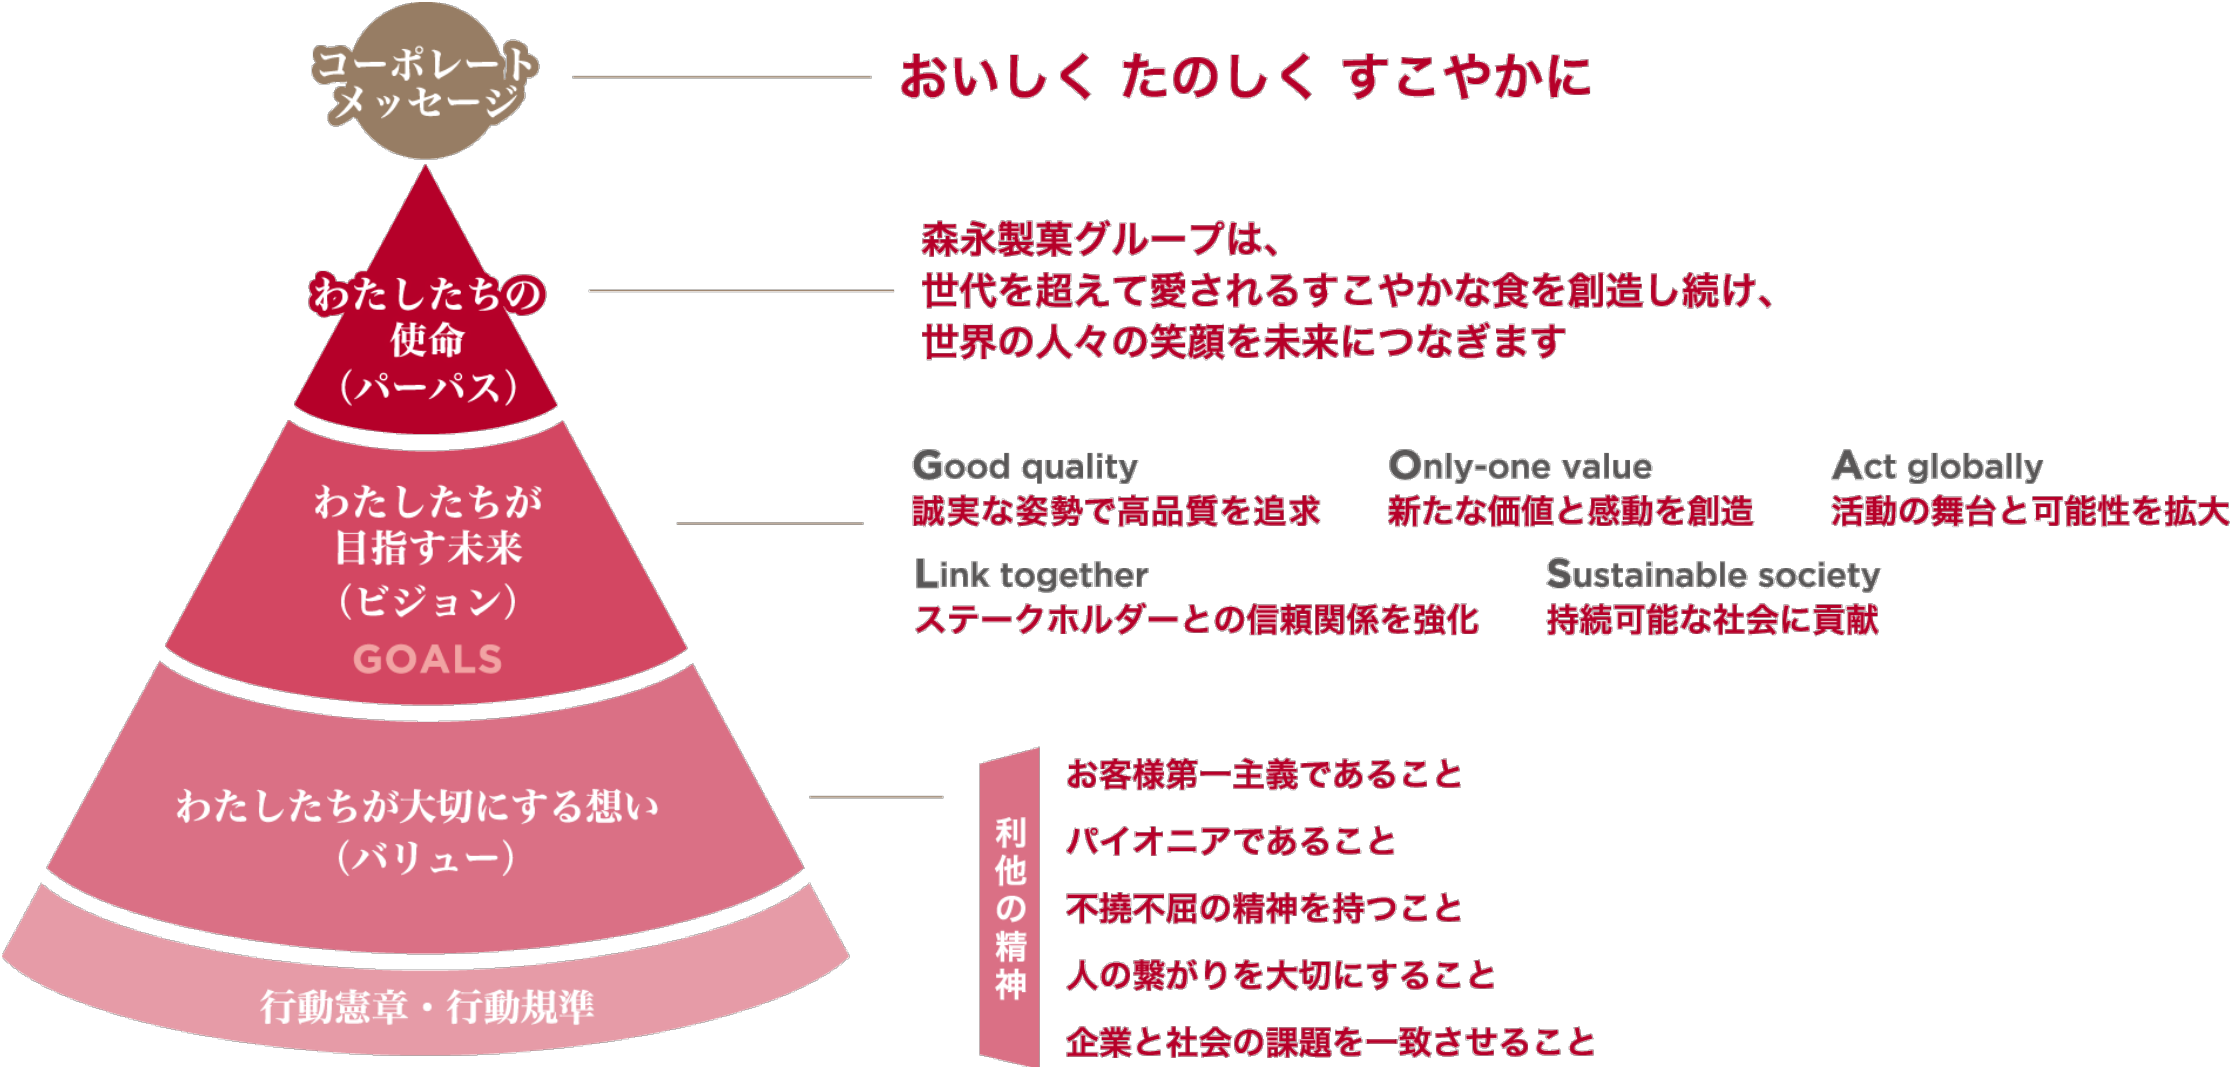 コーポレート
メッセージ
おいしく たのしく すこやかに
わたしたちの
使命
（パーパス）
森永製菓グループは、
世代を超えて愛されるすこやかな食を創造し続け、
世界の人々の笑顔を未来につなぎます
わたしたちが
目指す未来
（ビジョン）
GOALS
Good quality
誠実な姿勢で高品質を追求
Only-one value
新たな価値と感動を創造
Act globally
活動の舞台と可能性を拡大
Link together
ステークホルダーとの信頼関係を強化
Sustainable society
持続可能な社会に貢献
わたしたちが大切にする想い
（バリュー）
利他の精神
お客様第一主義であること
パイオニアであること
不撓不屈の精神を持つこと
人の繋がりを大切にすること
企業と社会の課題を一致させること
行動憲章・行動規準